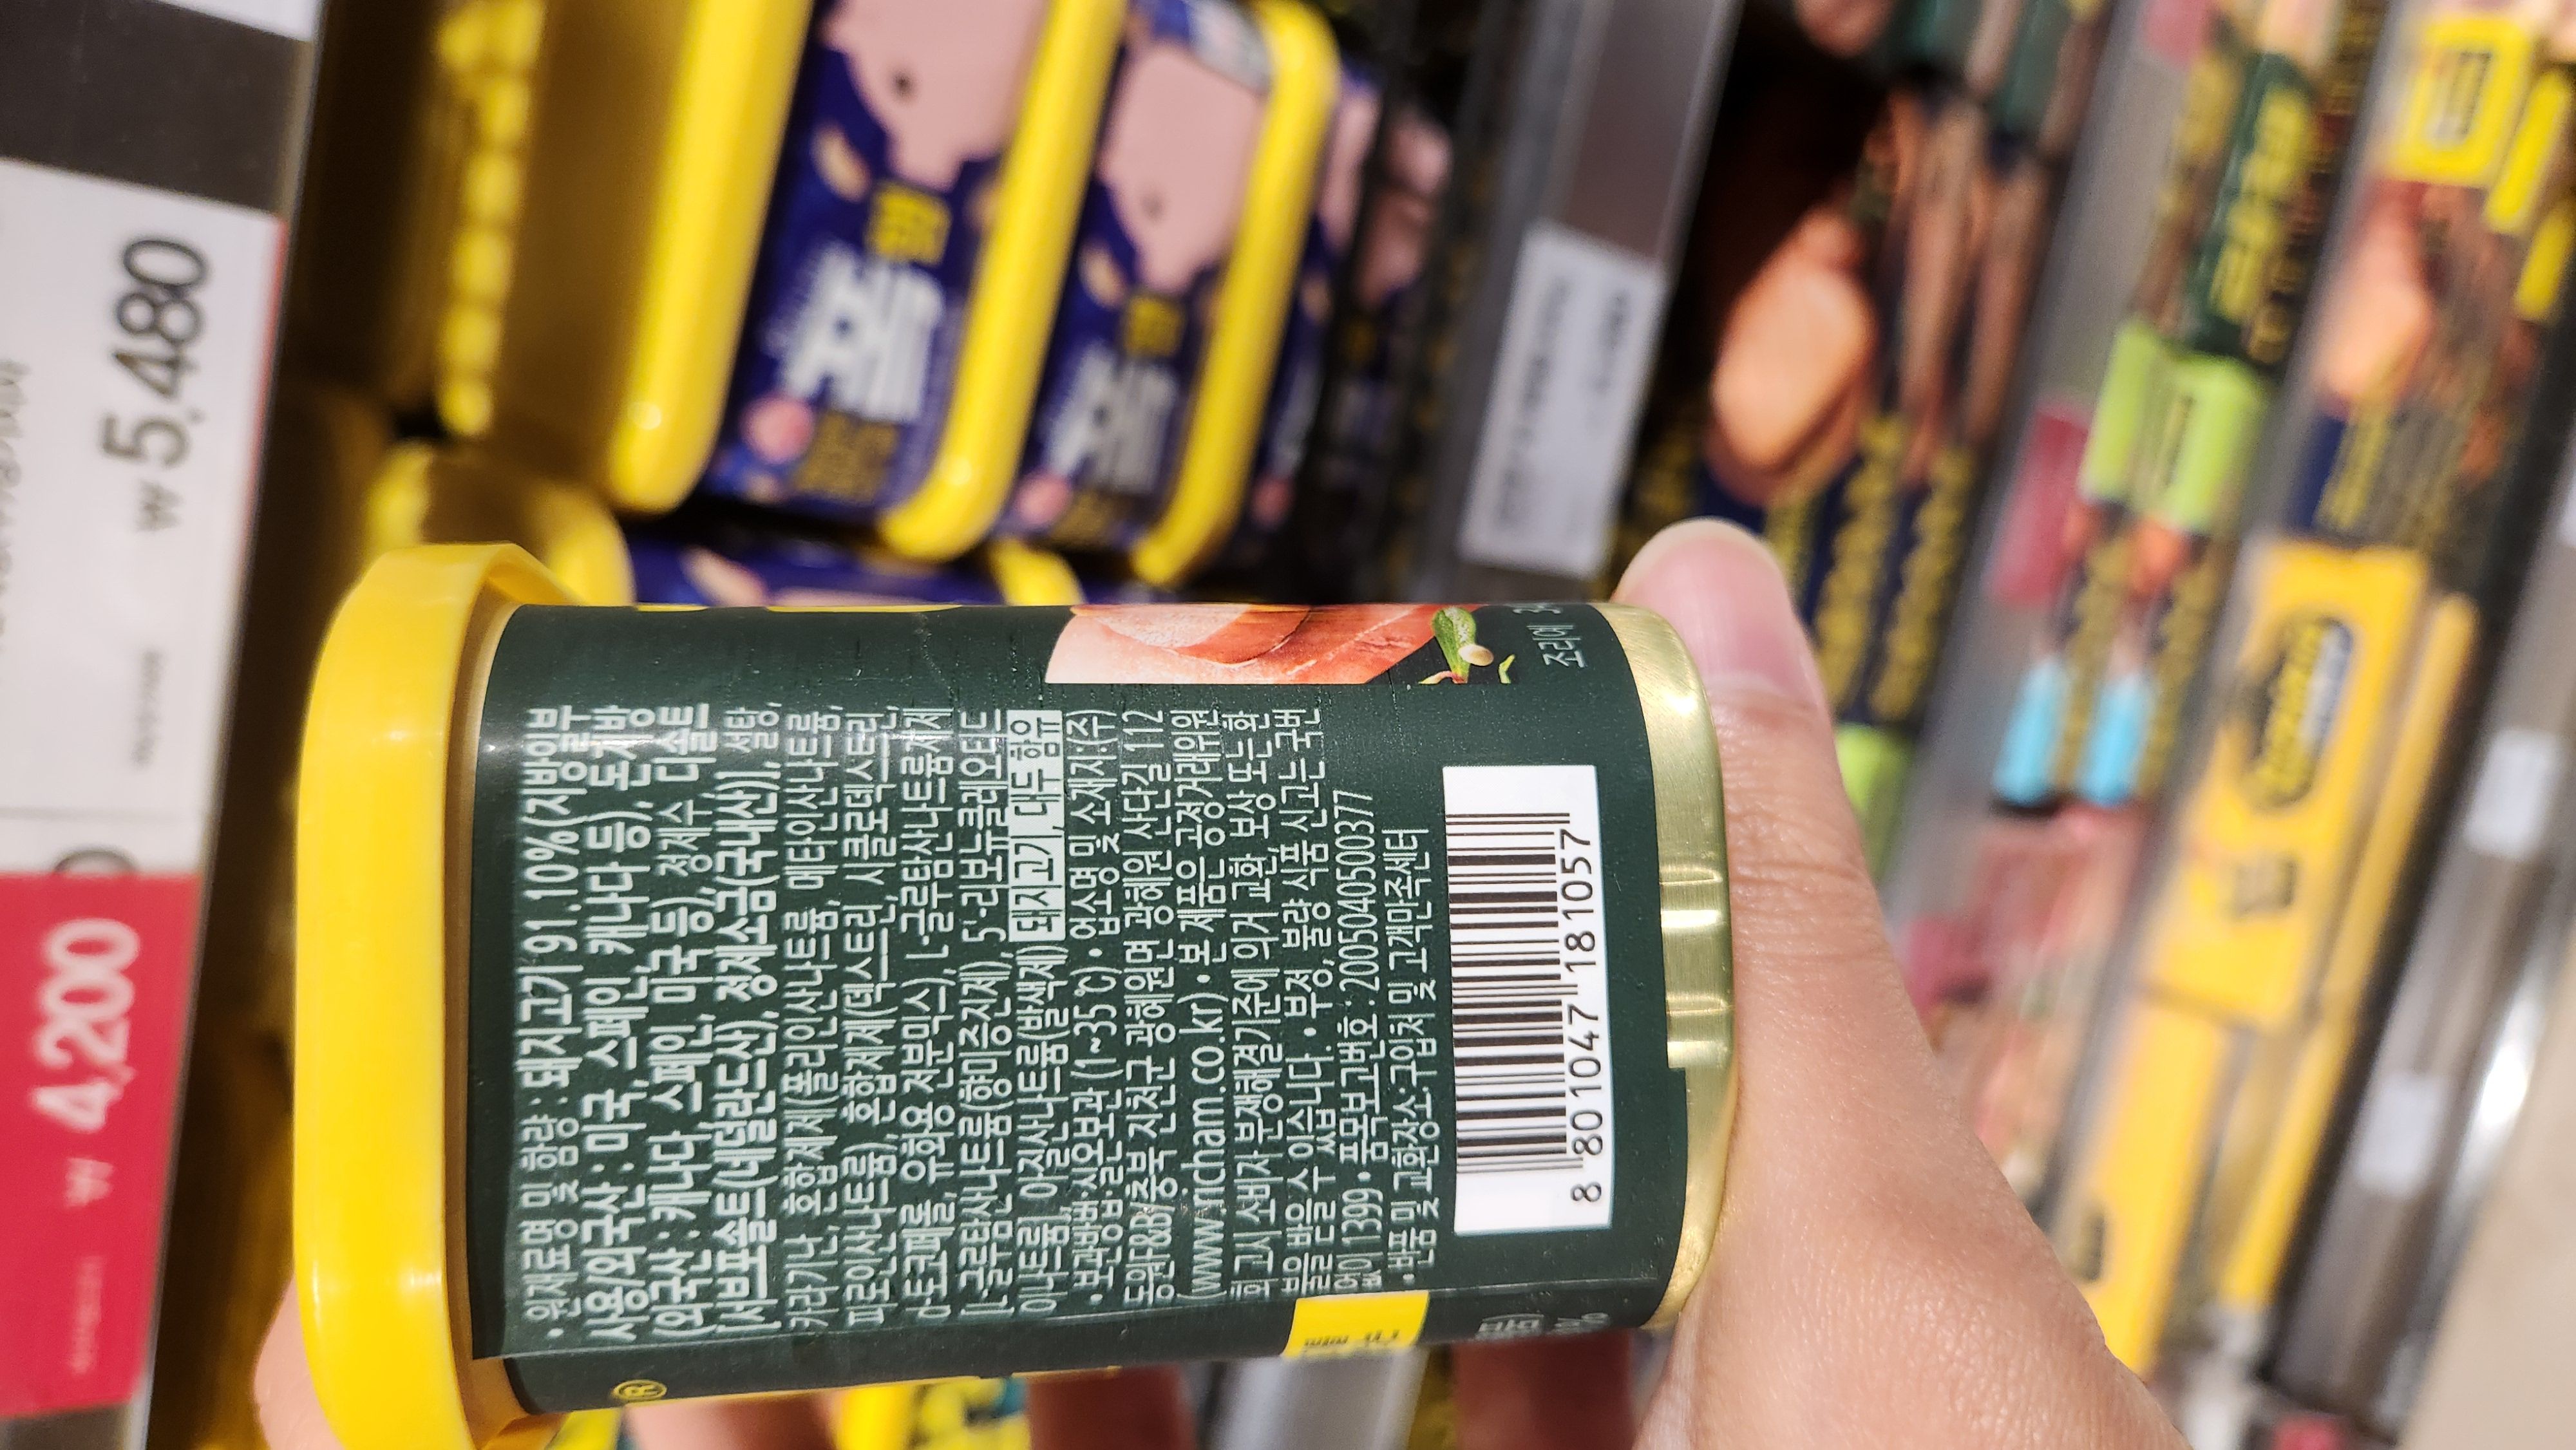 ₩ 4,200
₩ 5,480
®
• 원재료명 및 함량 : 돼지고기 91.10%(지방일부
사용/외국산 : 미국, 스페인, 캐나다 등), 돈지방
(외국산 : 캐나다, 스페인, 미국 등), 정제수, 디솔트
[서브포솔트(네덜란드산), 정제소금(국내산)], 설탕,
카라기난, 혼합제제(폴리인산나트륨, 메타인산나트륨,
피로인산나트륨), 혼합제제(덱스트린, 시클로덱스트린,
α-토코페롤, 유화용 전분믹스), L-글루탐산나트륨제제
[L-글루탐산나트륨(향미증진제), 5'-리보뉴클레오티드
이나트륨], 아질산나트륨(발색제) 돼지고기, 대두 함유
• 보관방법:실온보관 (1~35℃) • 업소명 및 소재지:(주)
동원F&B/충북 진천군 광혜원면 광혜원 산단길 112
(www.richam.co.kr) • 본 제품은 공정거래위원
회 고시 소비자 분쟁해결기준에 의거 교환, 보상 또는 환
불을 받을 수 있습니다. • 부정, 불량 식품 신고는 국번
없이 1399 • 품목보고번호 : 2005040500377
• 반품 및 교환장소:구입처 및 고객만족센터
8 801047 181057
조리예
폭 햄